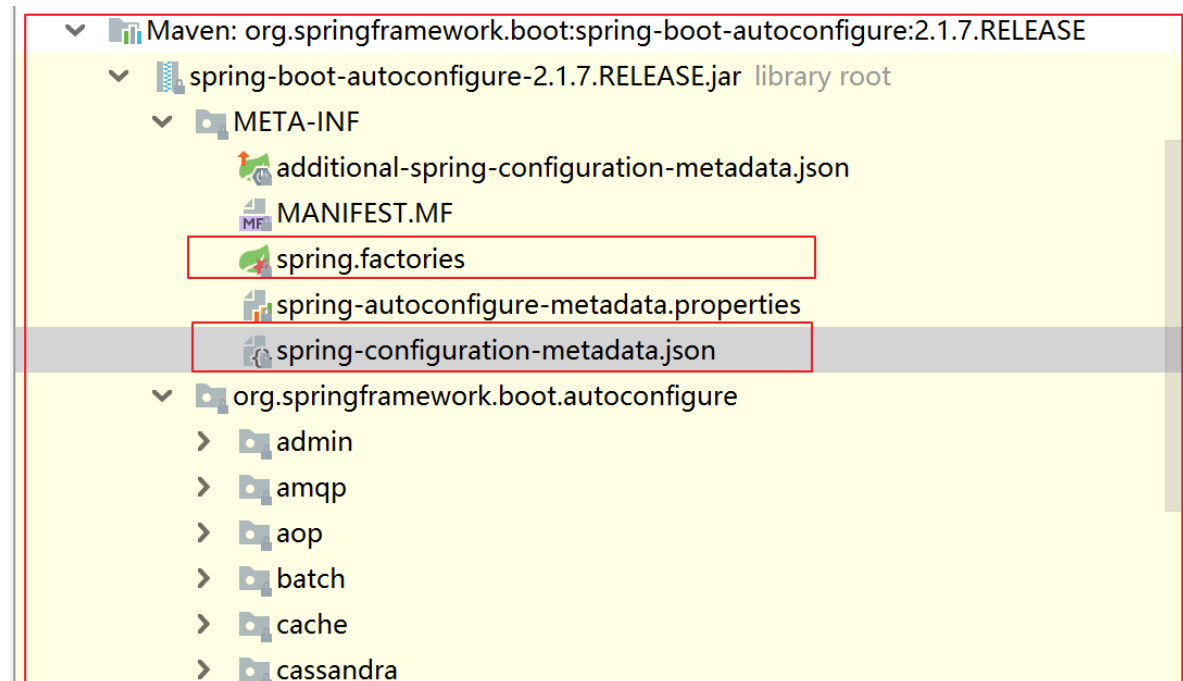 Maven: org.springframework.boot:spring-boot-autoconfigure:2.1.7.RELEASE
spring-boot-autoconfigure-2.1.7.RELEASE.jar library root
META-INF
additional-spring-configuration-metadata.json
MF MANIFEST.MF
spring.factories
spring-autoconfigure-metadata.properties
spring-configuration-metadata.json
org.springframework.boot.autoconfigure
admin
amqp
aop
batch
cache
cassandra